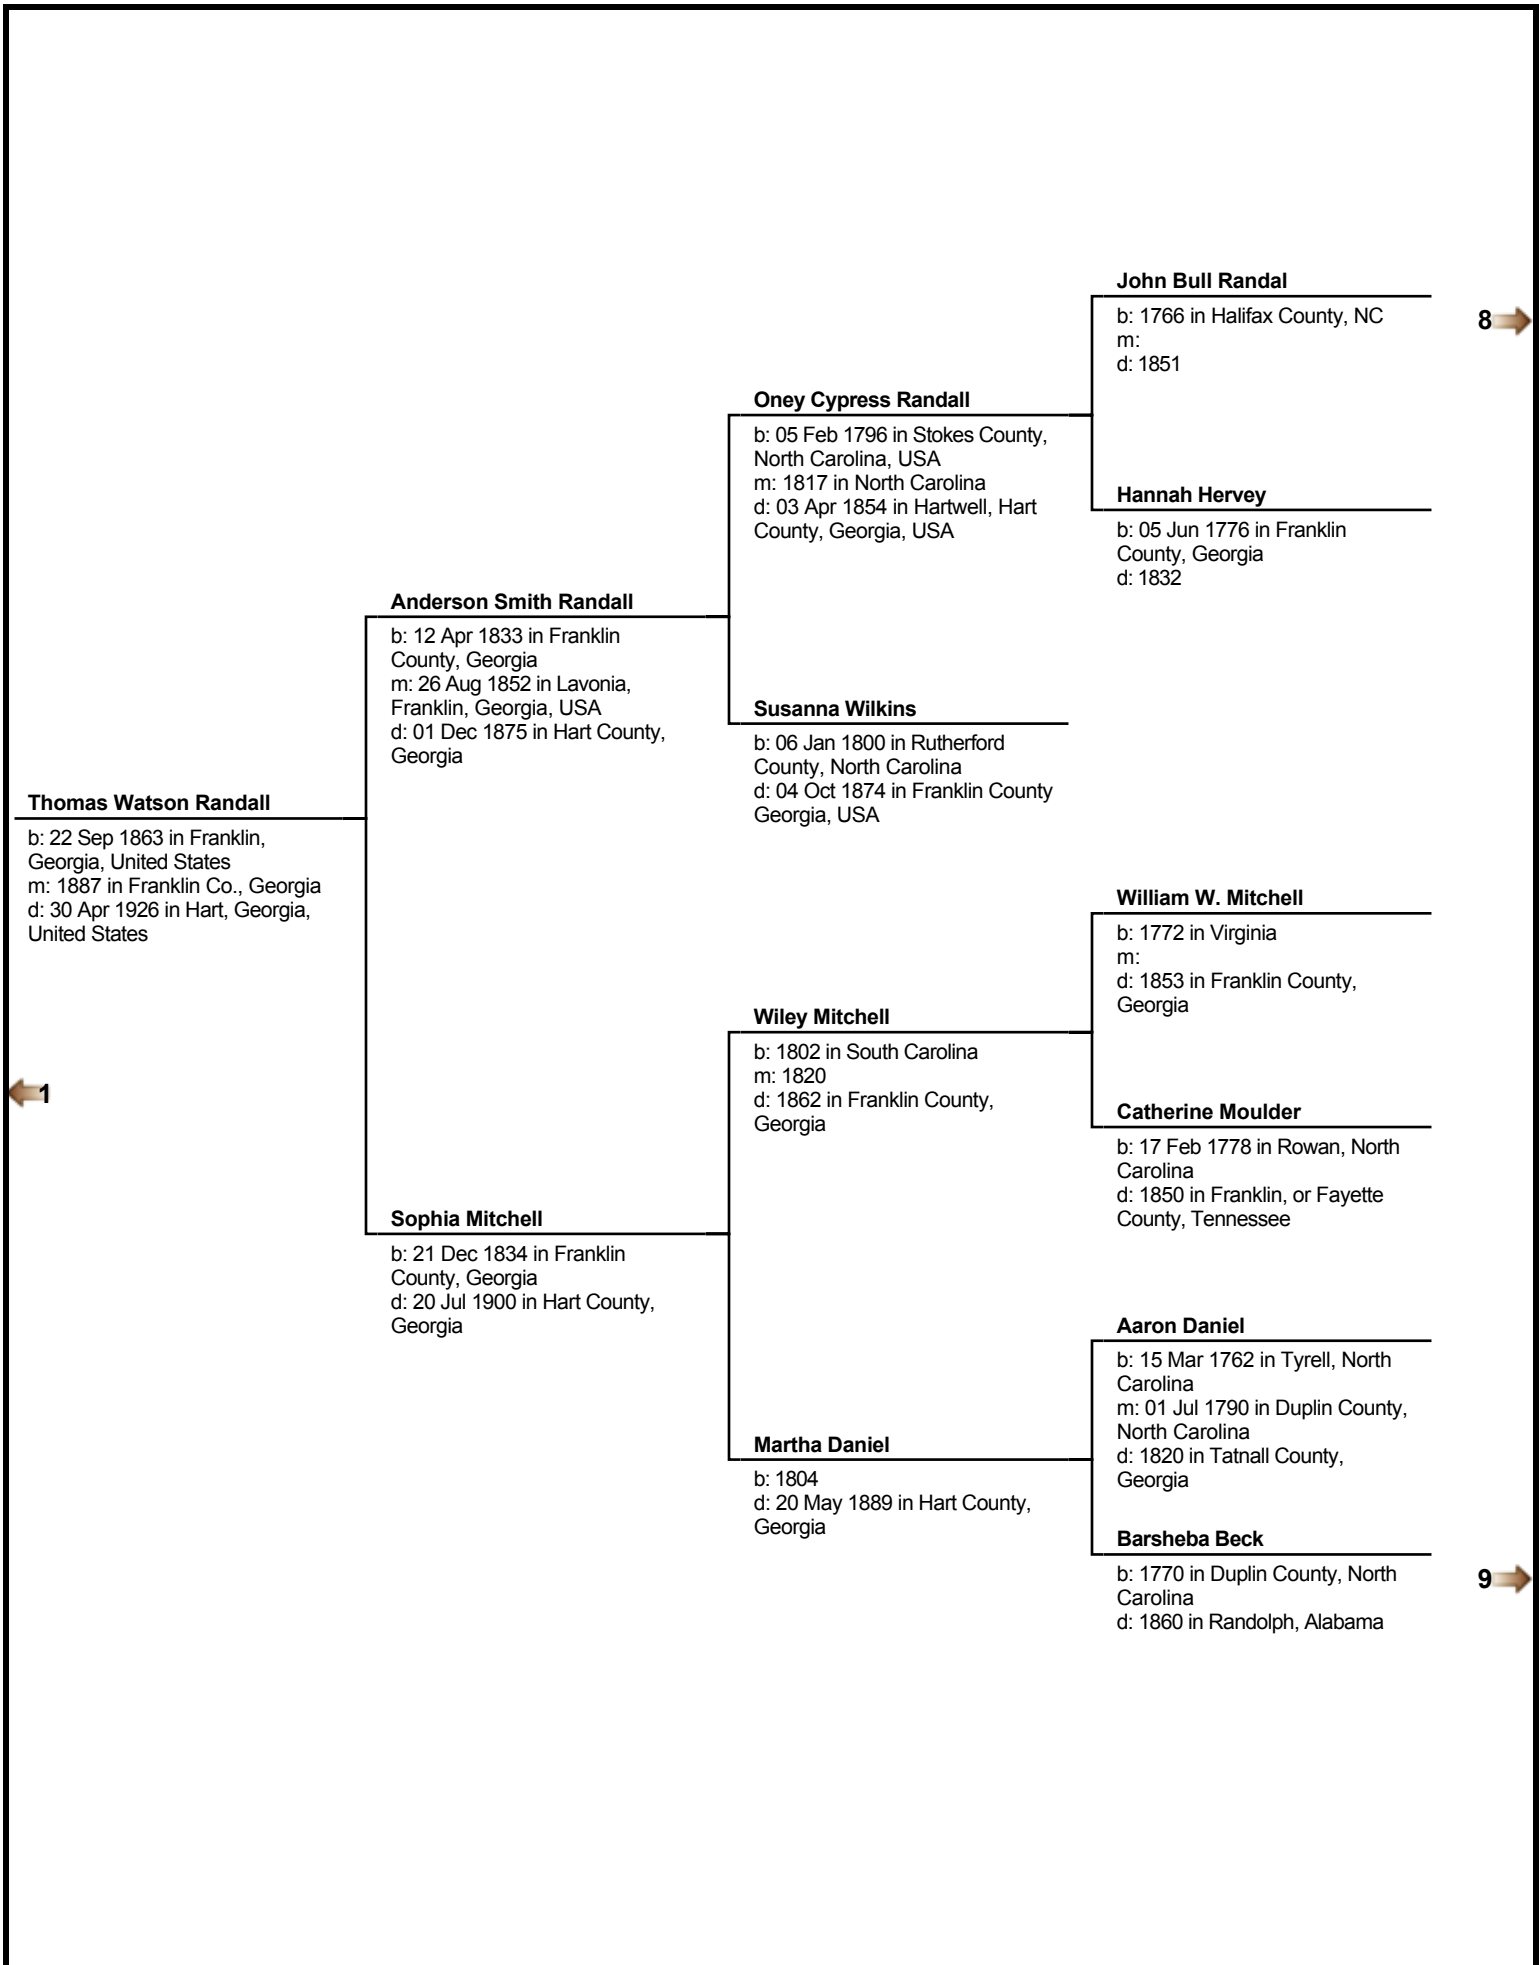 John Bull Randal
b: 1766 in Halifax County, NC
m:
d: 1851
8
Oney Cypress Randall
b: 05 Feb 1796 in Stokes County,
North Carolina, USA
m: 1817 in North Carolina
d: 03 Apr 1854 in Hartwell, Hart
County, Georgia, USA
Hannah Hervey
b: 05 Jun 1776 in Franklin
County, Georgia
d: 1832
Anderson Smith Randall
b: 12 Apr 1833 in Franklin
County, Georgia
m: 26 Aug 1852 in Lavonia,
Franklin, Georgia, USA
d: 01 Dec 1875 in Hart County,
Georgia
Susanna Wilkins
b: 06 Jan 1800 in Rutherford
County, North Carolina
d: 04 Oct 1874 in Franklin County
Georgia, USA
Thomas Watson Randall
b: 22 Sep 1863 in Franklin,
Georgia, United States
m: 1887 in Franklin Co., Georgia
d: 30 Apr 1926 in Hart, Georgia,
United States
William W. Mitchell
b: 1772 in Virginia
m:
d: 1853 in Franklin County,
Georgia
Wiley Mitchell
b: 1802 in South Carolina
m: 1820
d: 1862 in Franklin County,
Georgia
1
Catherine Moulder
b: 17 Feb 1778 in Rowan, North
Carolina
d: 1850 in Franklin, or Fayette
County, Tennessee
Sophia Mitchell
b: 21 Dec 1834 in Franklin
County, Georgia
d: 20 Jul 1900 in Hart County,
Georgia
Aaron Daniel
b: 15 Mar 1762 in Tyrell, North
Carolina
m: 01 Jul 1790 in Duplin County,
North Carolina
d: 1820 in Tatnall County,
Georgia
Martha Daniel
b: 1804
d: 20 May 1889 in Hart County,
Georgia
Barsheba Beck
b: 1770 in Duplin County, North
Carolina
d: 1860 in Randolph, Alabama
9